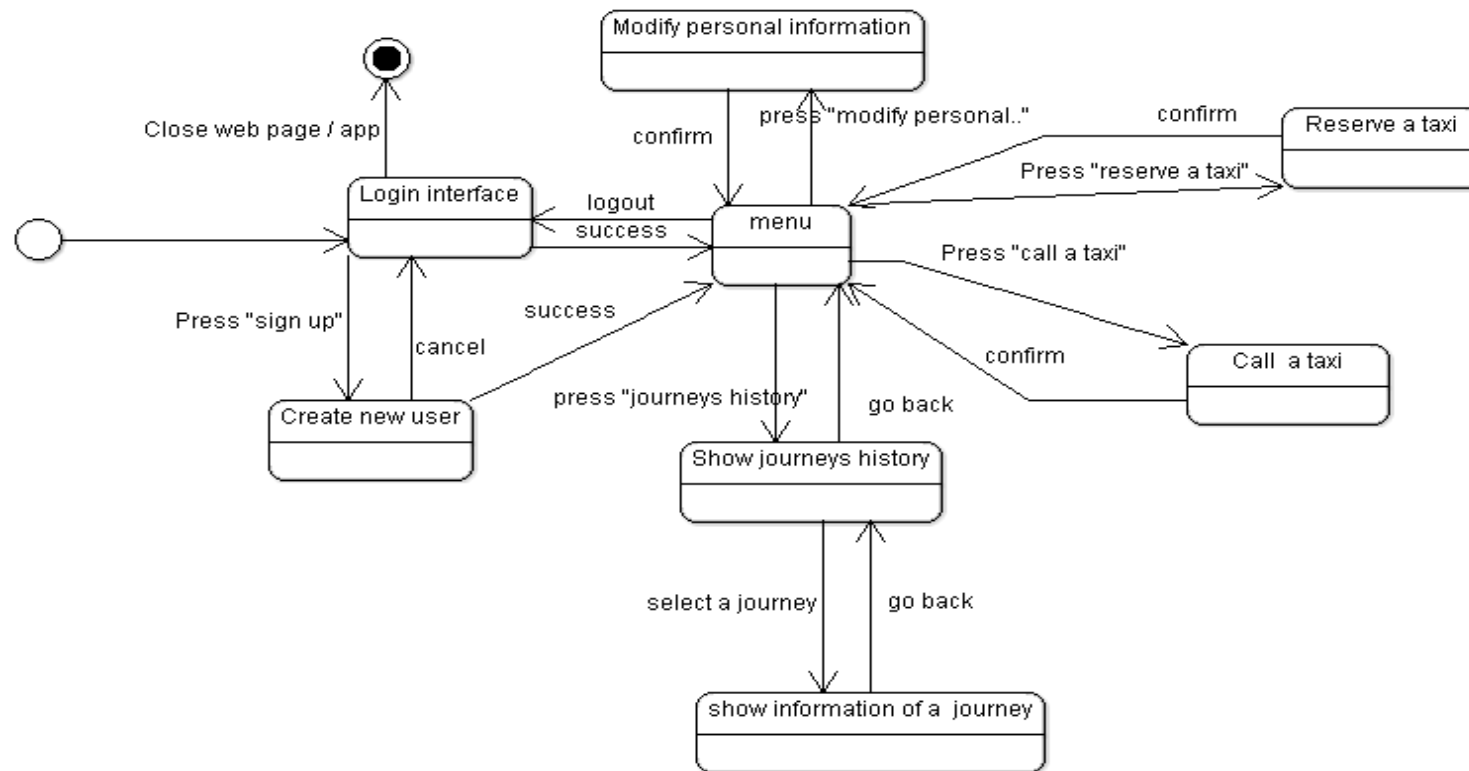 Modify personal information
Close web page / app
confirm
press "modify personal.."
confirm
Reserve a taxi
Press "reserve a taxi"
Login interface
logout
success
menu
Press "call a taxi"
Press "sign up"
cancel
success
confirm
Call  a taxi
press "journeys history"
go back
Create new user
Show journeys history
select a journey
go back
show information of a  journey